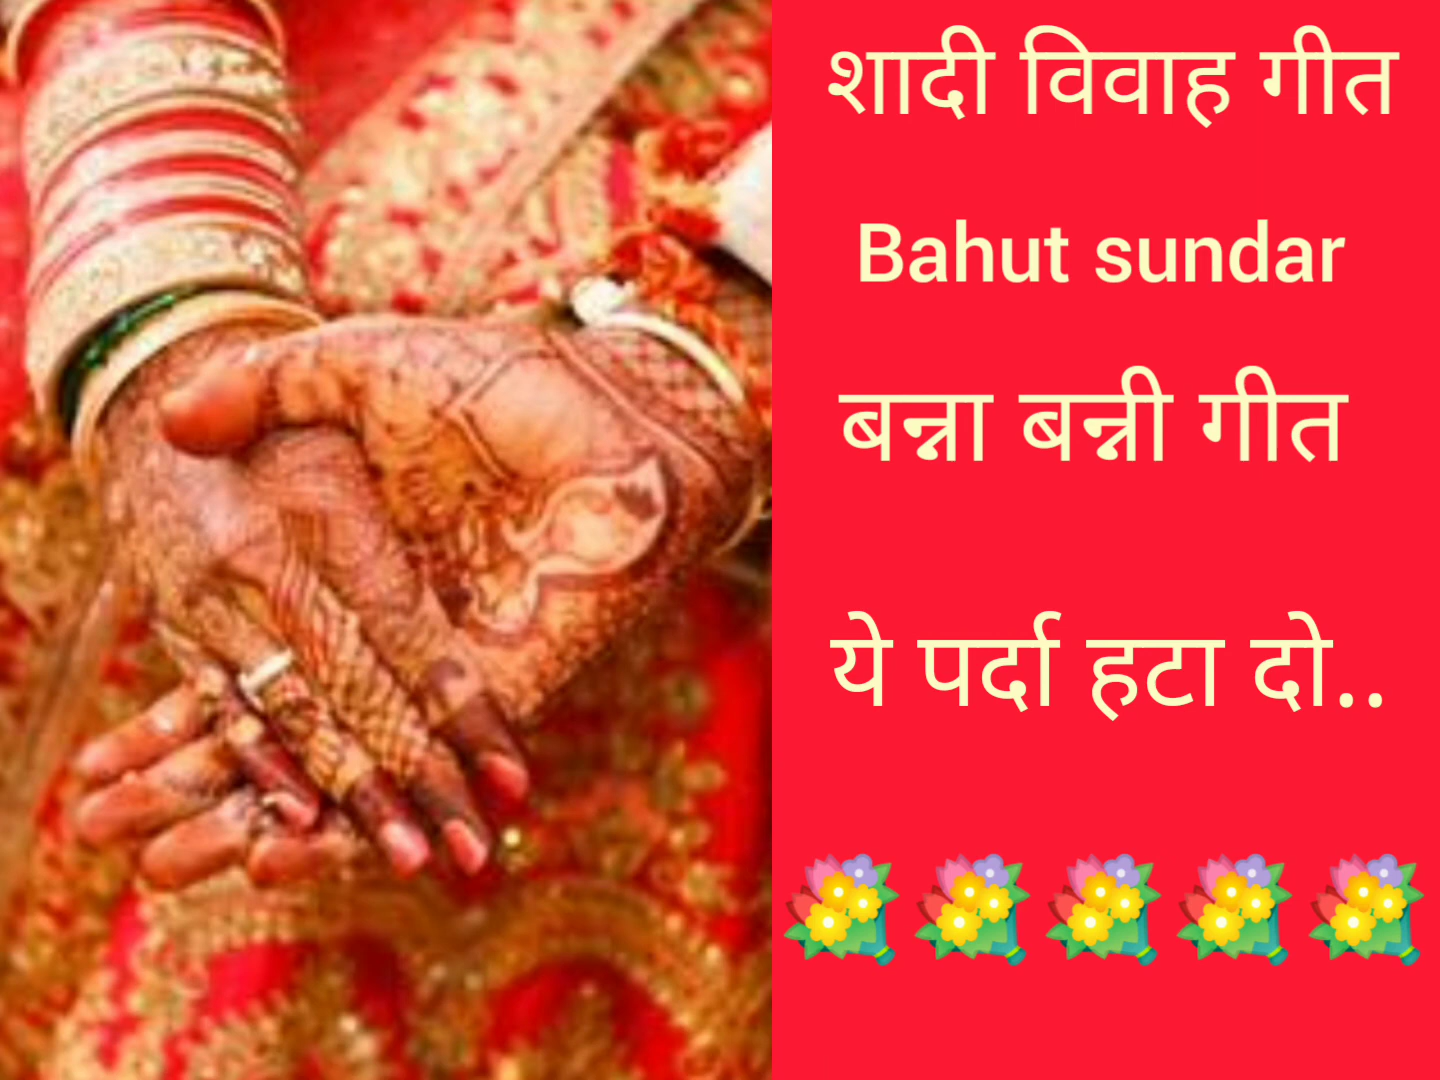 शादी विवाह गीत
Bahut sundar
बन्ना बन्नी गीत
ये पर्दा हटा दो..